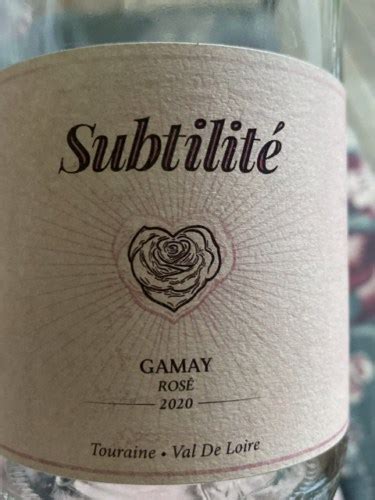 Subtilité
GAMAY
ROSÉ
2020
Touraine • Val De Loire